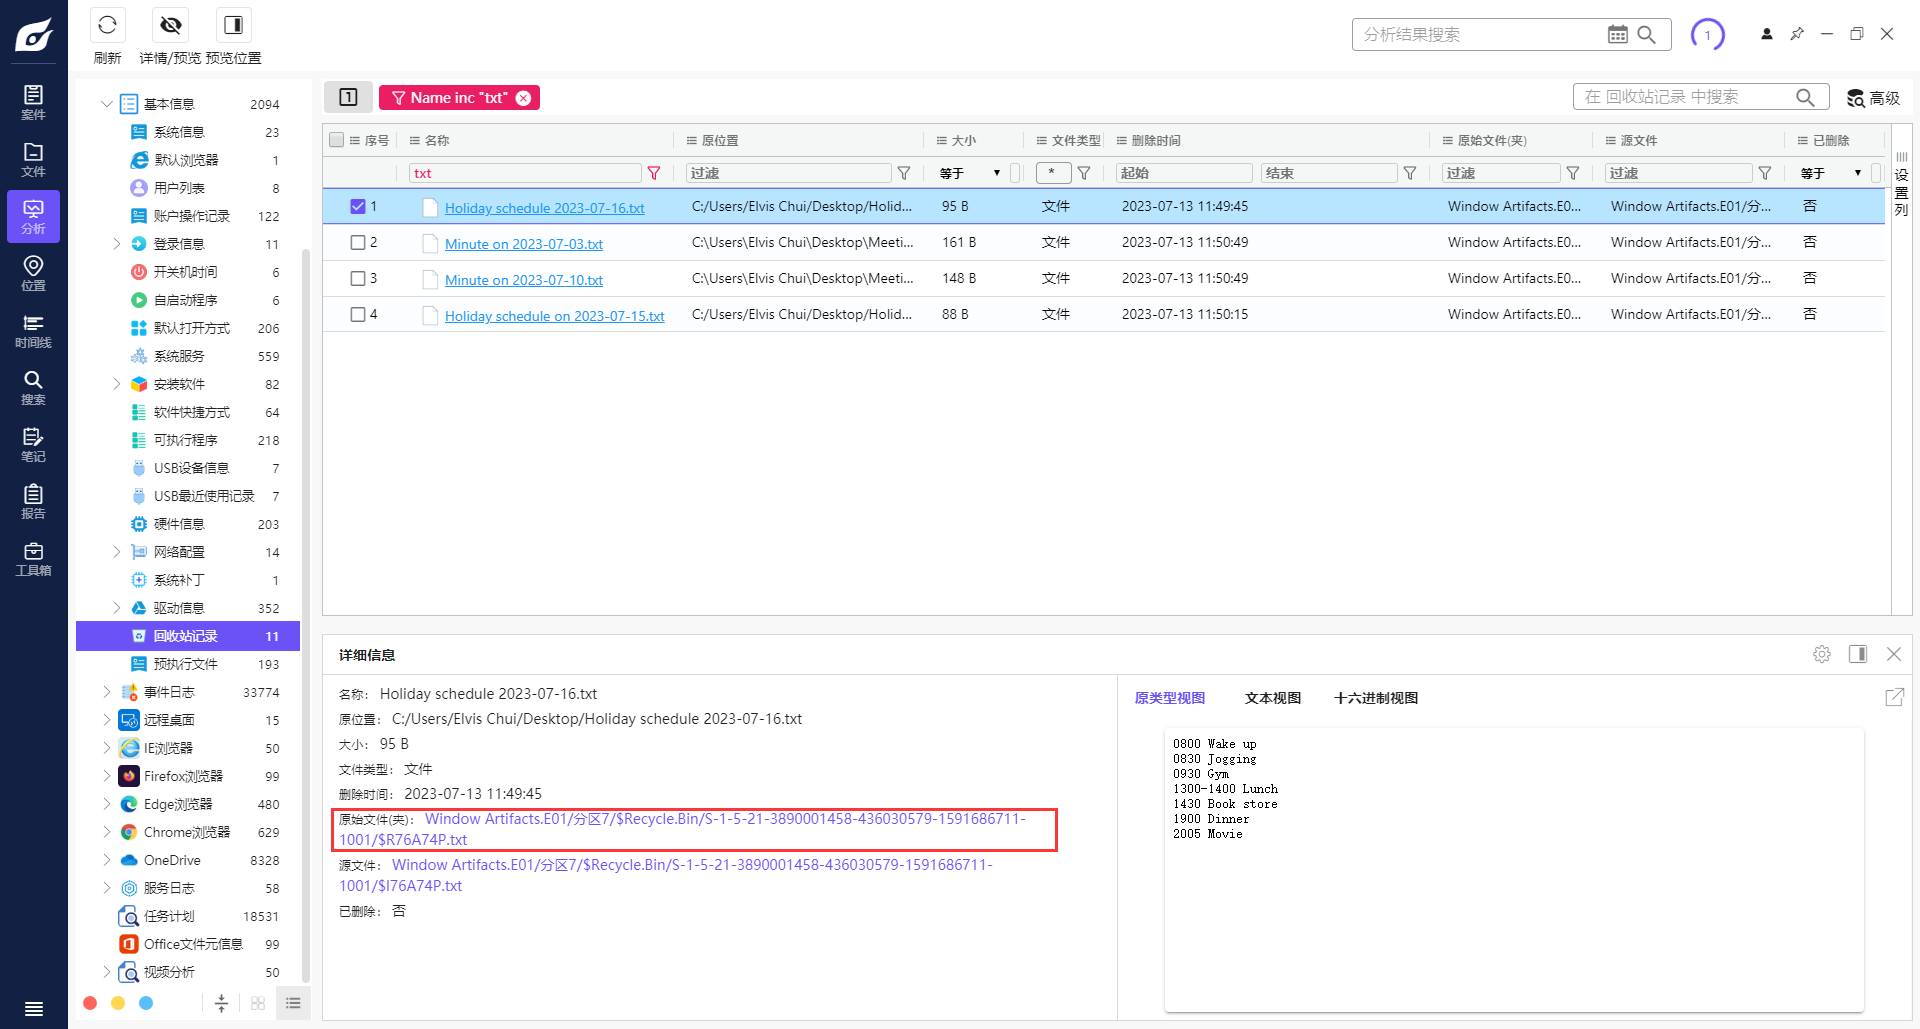 刷新
详情/预览
预览位置
分析结果搜索
1
案件
文件
分析
位置
时间线
搜索
笔记
报告
工具箱
基本信息 2094
系统信息 23
默认浏览器 1
用户列表 8
账户操作记录 122
登录信息 11
开关机时间 6
自启动程序 6
默认打开方式 206
系统服务 559
安装软件 82
软件快捷方式 64
可执行程序 218
USB设备信息 7
USB最近使用记录 7
硬件信息 203
网络配置 14
系统补丁 1
驱动信息 352
回收站记录 11
预执行文件 193
事件日志 33774
远程桌面 15
IE浏览器 50
Firefox浏览器 99
Edge浏览器 480
Chrome浏览器 629
OneDrive 8328
服务日志 58
任务计划 18531
Office文件元信息 99
视频分析 50
1 Name inc "txt"
在 回收站记录 中搜索
高级
序号 名称 原位置 大小 文件类型 删除时间 原始文件(夹) 源文件 已删除
txt 过滤 等于 * 起始 结束 过滤 过滤 等于
1 Holiday schedule 2023-07-16.txt C:/Users/Elvis Chui/Desktop/Holid... 95 B 文件 2023-07-13 11:49:45 Window Artifacts.E0... Window Artifacts.E01/分... 否
2 Minute on 2023-07-03.txt C:\Users\Elvis Chui\Desktop\Meeti... 161 B 文件 2023-07-13 11:50:49 Window Artifacts.E0... Window Artifacts.E01/分... 否
3 Minute on 2023-07-10.txt C:\Users\Elvis Chui\Desktop\Meeti... 148 B 文件 2023-07-13 11:50:49 Window Artifacts.E0... Window Artifacts.E01/分... 否
4 Holiday schedule on 2023-07-15.txt C:/Users/Elvis Chui/Desktop/Holid... 88 B 文件 2023-07-13 11:50:15 Window Artifacts.E0... Window Artifacts.E01/分... 否
设置列
详细信息
名称: Holiday schedule 2023-07-16.txt
原位置: C:/Users/Elvis Chui/Desktop/Holiday schedule 2023-07-16.txt
大小: 95 B
文件类型: 文件
删除时间: 2023-07-13 11:49:45
原始文件(夹): Window Artifacts.E01/分区7/$Recycle.Bin/S-1-5-21-3890001458-436030579-1591686711-
1001/$R76A74P.txt
源文件: Window Artifacts.E01/分区7/$Recycle.Bin/S-1-5-21-3890001458-436030579-1591686711-
1001/$I76A74P.txt
已删除: 否
原类型视图 文本视图 十六进制视图
0800 Wake up
0830 Jogging
0930 Gym
1300-1400 Lunch
1430 Book store
1900 Dinner
2005 Movie